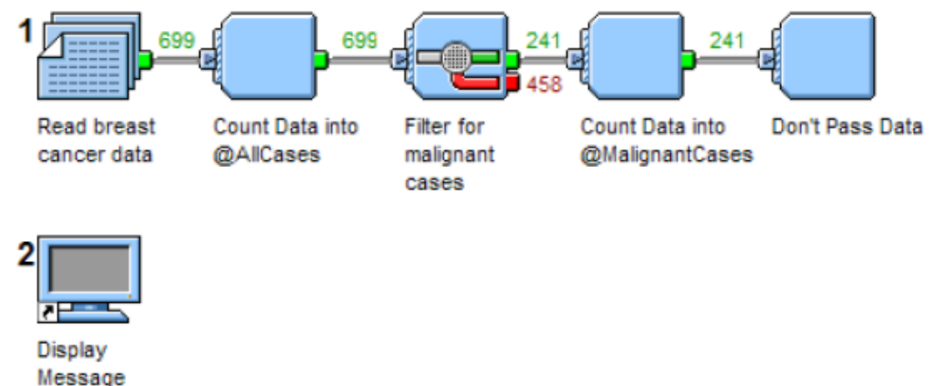 1
699
699
241
458
241
Read breast
cancer data
Count Data into
@AllCases
Filter for
malignant
cases
Count Data into
@MalignantCases
Don't Pass Data
2
Display
Message